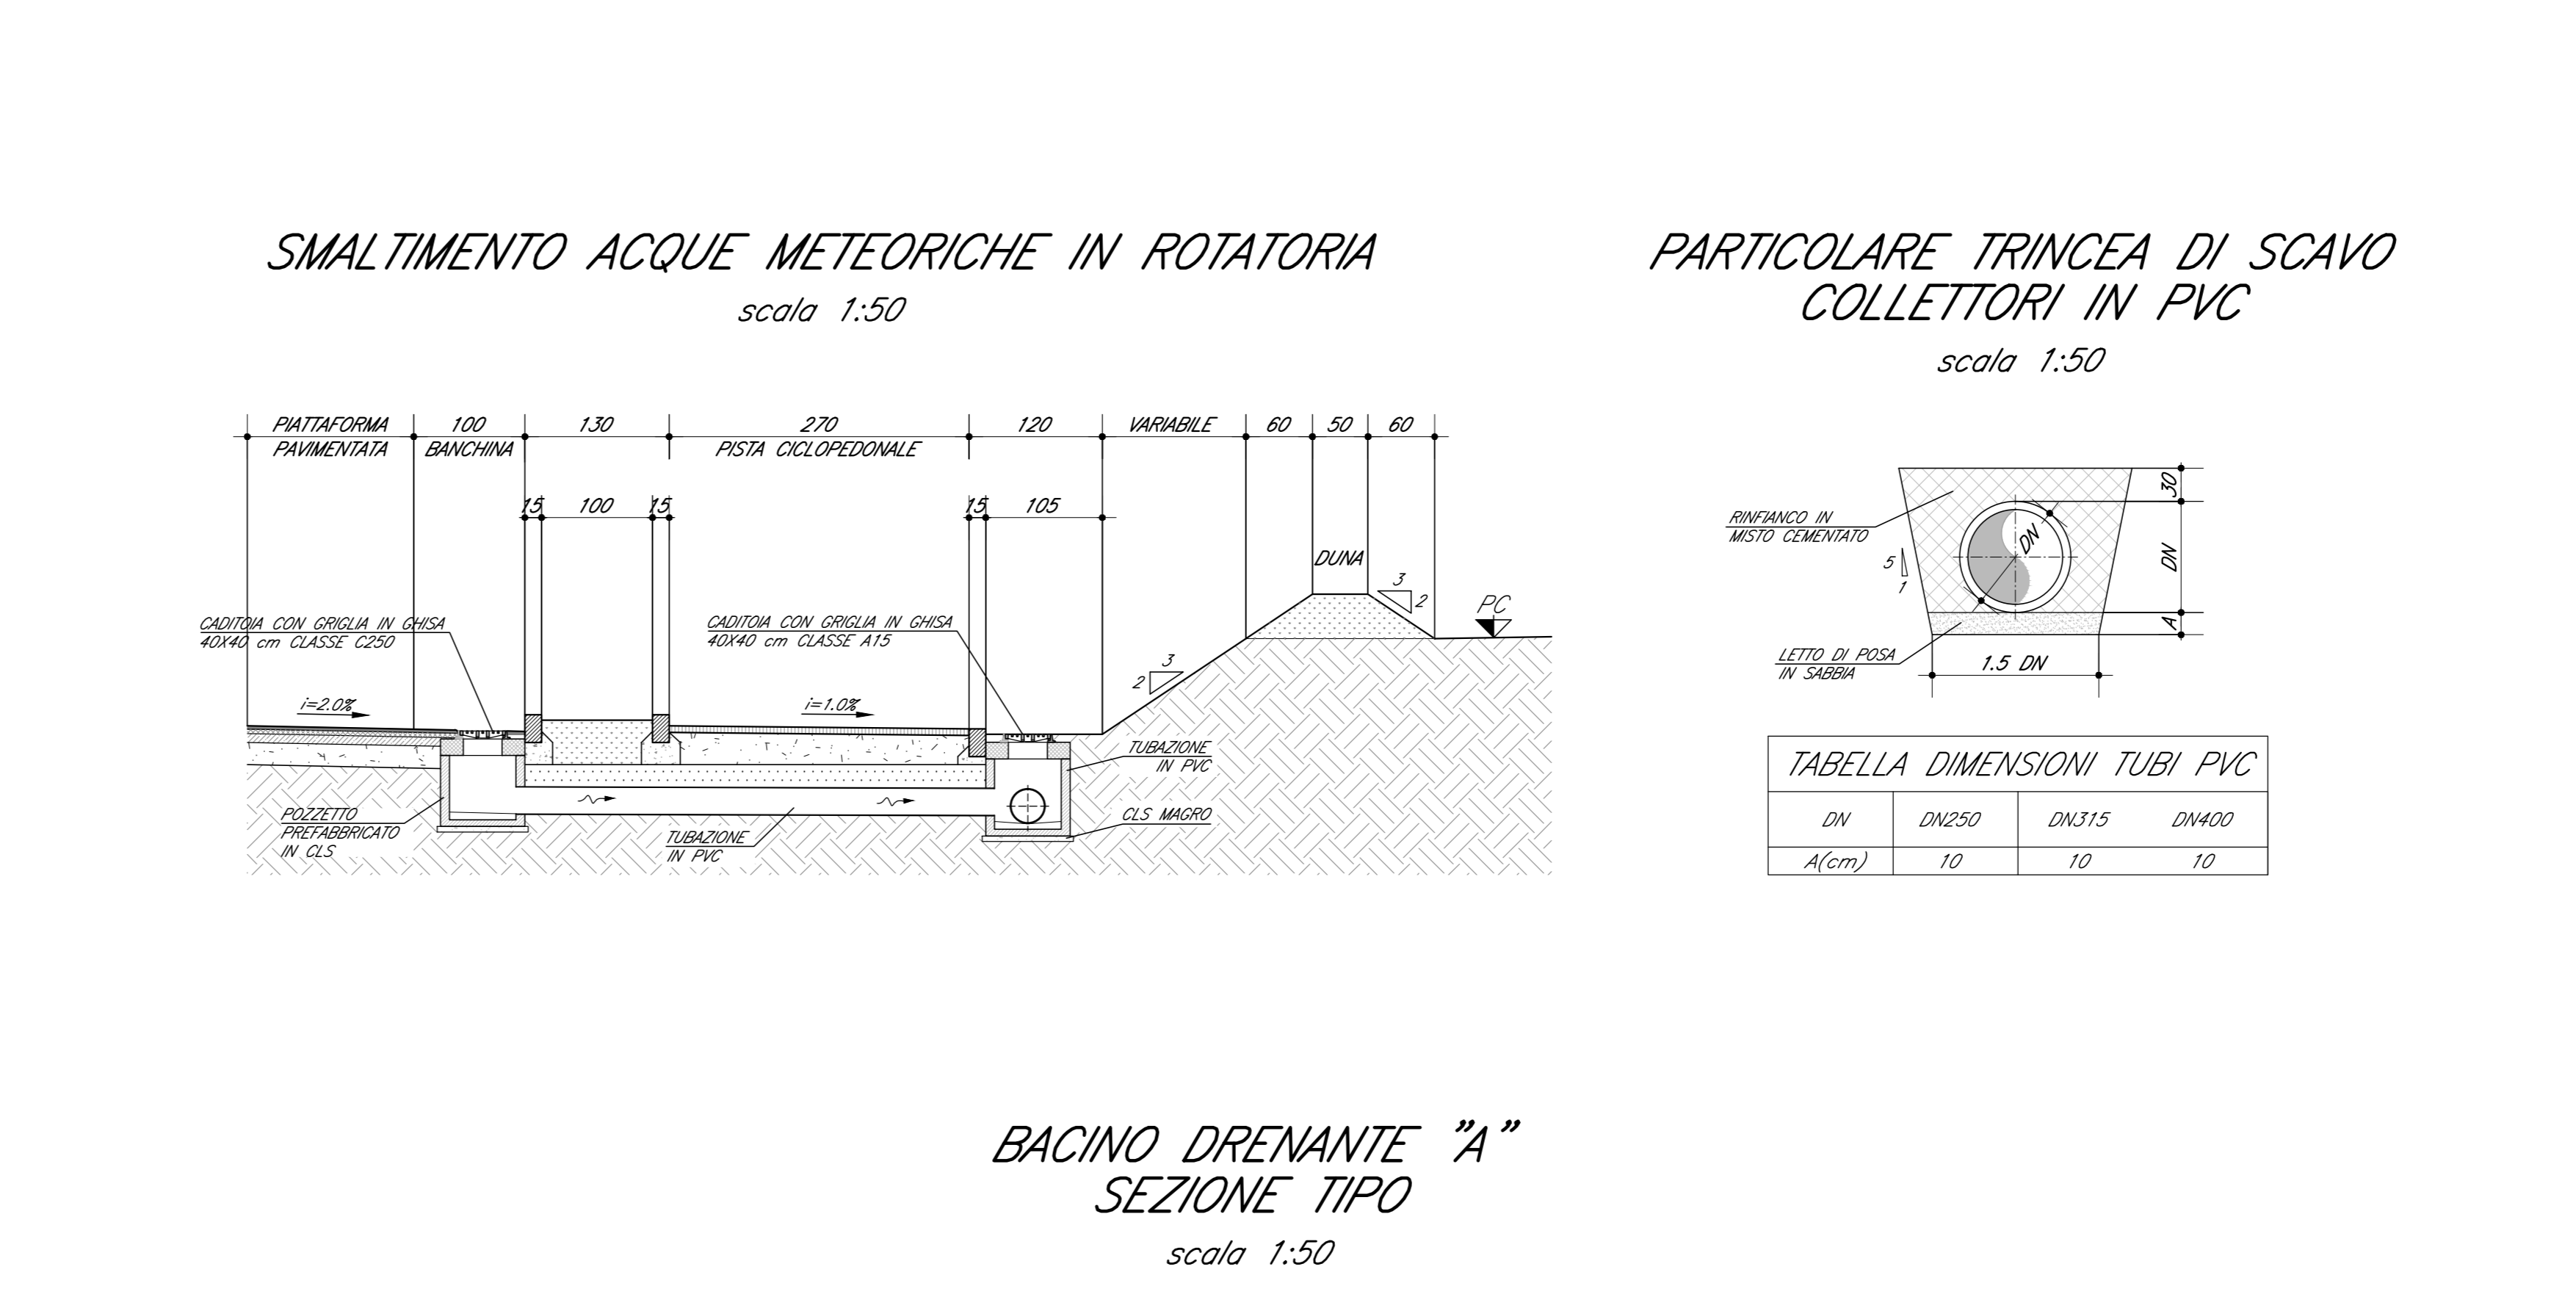 SMALTIMENTO ACQUE METEORICHE IN ROTATORIA
scala 1:50
PIATTAFORMA 100 130 270 120 VARIABILE 60 50 60
PAVIMENTATA BANCHINA PISTA CICLOPEDONALE
15 100 15 15 105
DUNA
3
2
PC
CADITOIA CON GRIGLIA IN GHISA
40X40 cm CLASSE C250
CADITOIA CON GRIGLIA IN GHISA
40X40 cm CLASSE A15
3
2
i=2.0%
i=1.0%
TUBAZIONE
IN PVC
POZZETTO
PREFABBRICATO
IN CLS
TUBAZIONE
IN PVC
CLS MAGRO
PARTICOLARE TRINCEA DI SCAVO
COLLETTORI IN PVC
scala 1:50
30
RINFIANCO IN
MISTO CEMENTATO
DN
DN
5
1
A
LETTO DI POSA
IN SABBIA
1.5 DN
TABELLA DIMENSIONI TUBI PVC
DN DN250 DN315 DN400
A(cm) 10 10 10
BACINO DRENANTE "A"
SEZIONE TIPO
scala 1:50